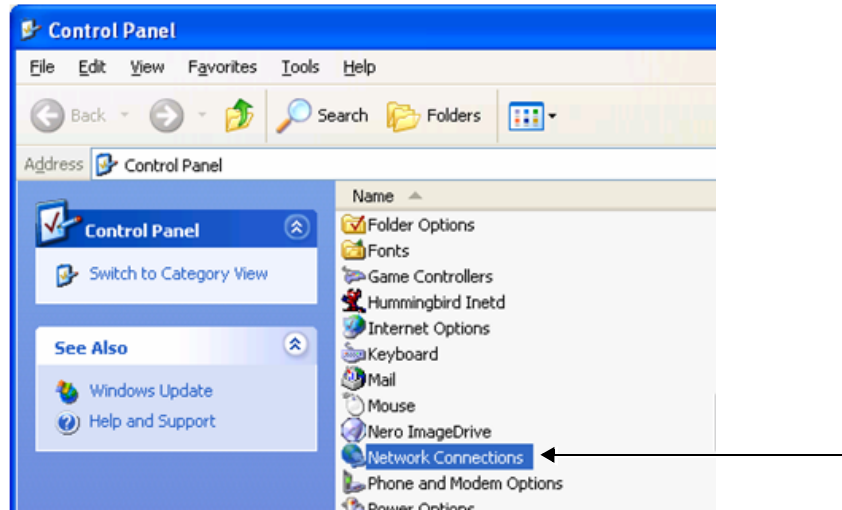 Control Panel
File Edit View Favorites Tools Help
Back Search Folders
Address Control Panel
Control Panel
Switch to Category View
See Also
Windows Update
Help and Support
Name
Folder Options
Fonts
Game Controllers
Hummingbird Inetd
Internet Options
Keyboard
Mail
Mouse
Nero ImageDrive
Network Connections
Phone and Modem Options
Power Options